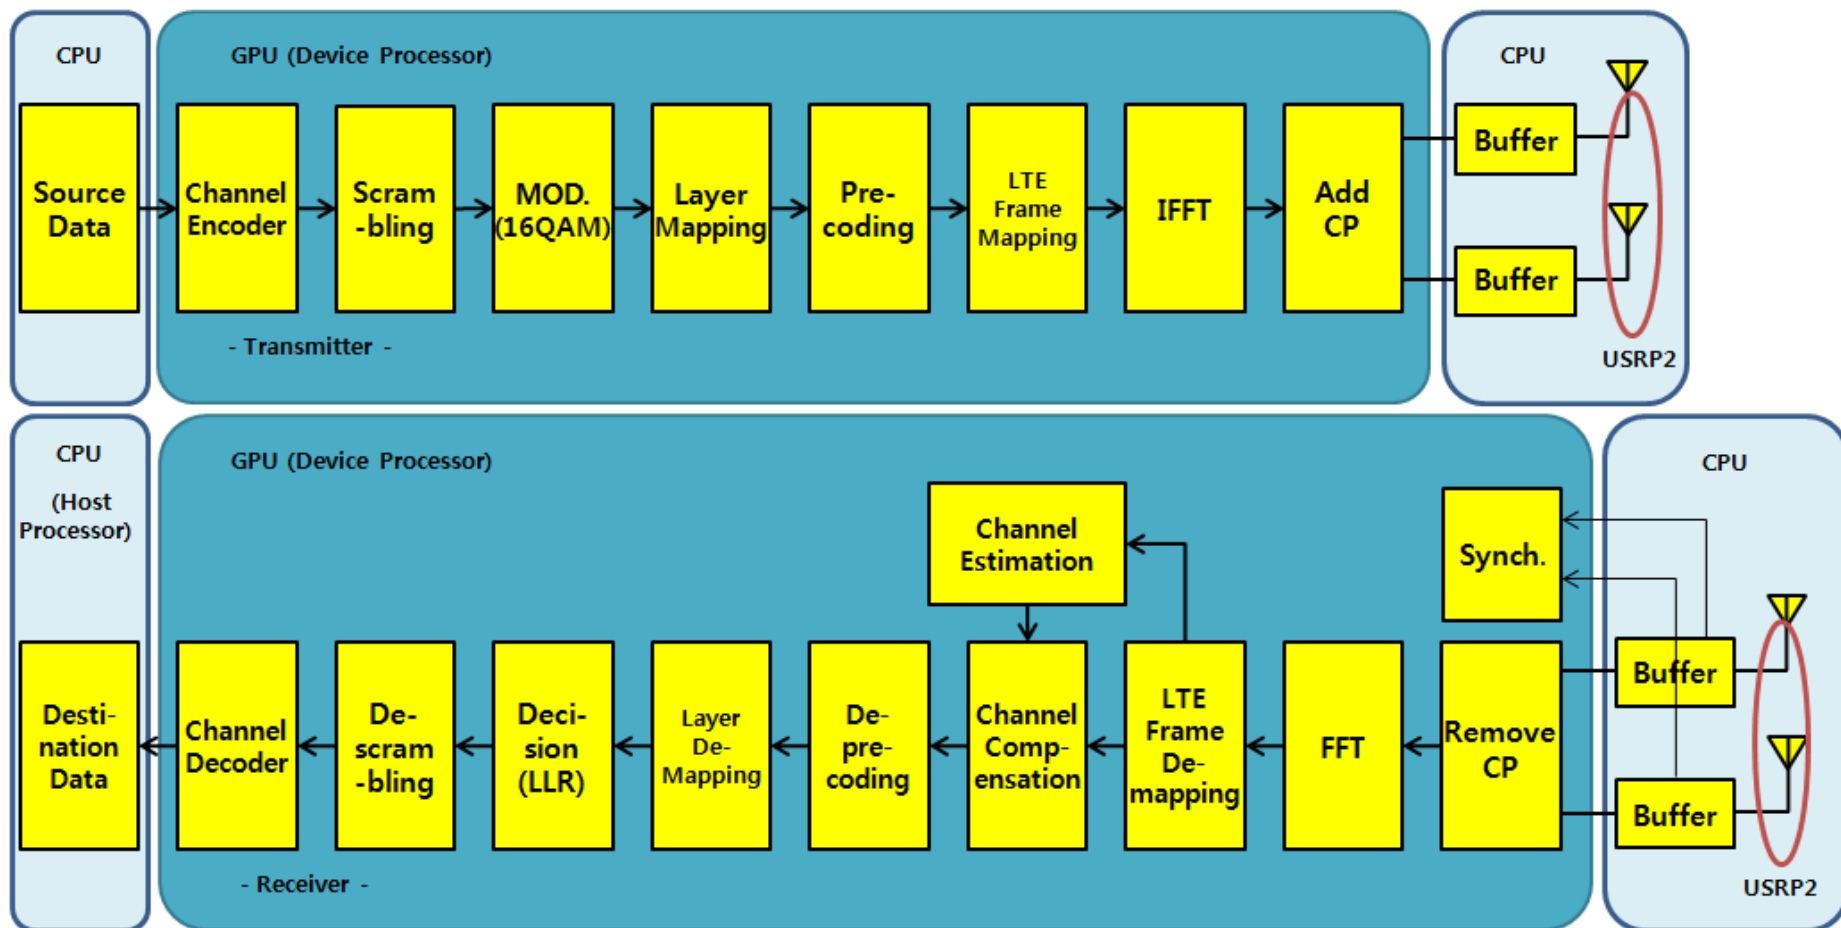 CPU
GPU (Device Processor)
CPU
Source
Data
Channel
Encoder
Scram
-bling
MOD.
(16QAM)
Layer
Mapping
Pre-
coding
LTE
Frame
Mapping
IFFT
Add
CP
Buffer
Buffer
- Transmitter -
USRP2
CPU
(Host
Processor)
GPU (Device Processor)
CPU
Channel
Estimation
Synch.
Desti-
nation
Data
Channel
Decoder
De-
scram
-bling
Deci-
sion
(LLR)
Layer
De-
Mapping
De-
pre-
coding
Channel
Comp-
ensation
LTE
Frame
De-
mapping
FFT
Remove
CP
Buffer
Buffer
- Receiver -
USRP2